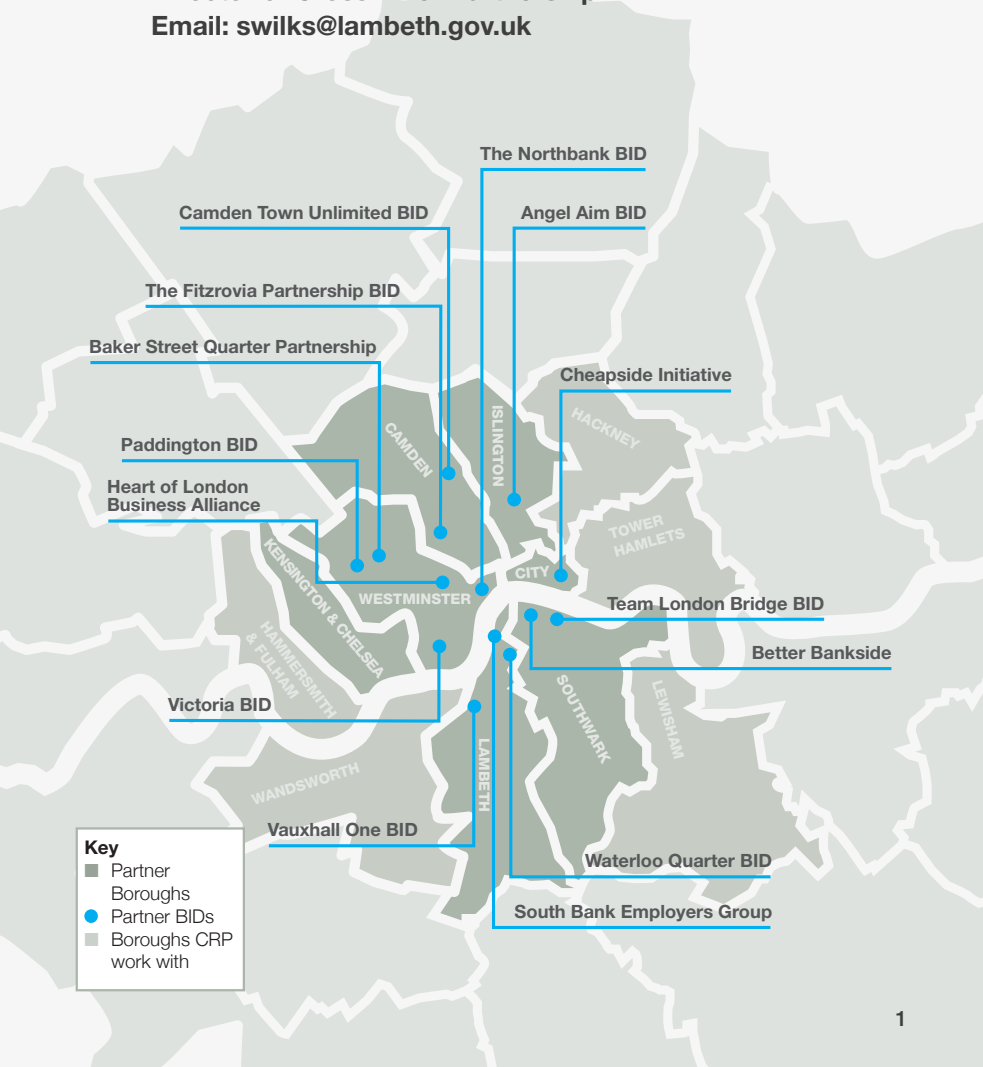 Email: swilks@lambeth.gov.uk
The Northbank BID
Camden Town Unlimited BID
Angel Aim BID
The Fitzrovia Partnership BID
Baker Street Quarter Partnership
Cheapside Initiative
ISLINGTON
HACKNEY
CAMDEN
Paddington BID
Heart of London
Business Alliance
TOWER
HAMLETS
KENSINGTON & CHELSEA
CITY
WESTMINSTER
Team London Bridge BID
HAMMERSMITH
& FULHAM
Better Bankside
SOUTHWARK
LEWISHAM
Victoria BID
LAMBETH
WANDSWORTH
Vauxhall One BID
Waterloo Quarter BID
South Bank Employers Group
Key
Partner
Boroughs
Partner BIDs
Boroughs CRP
work with
1